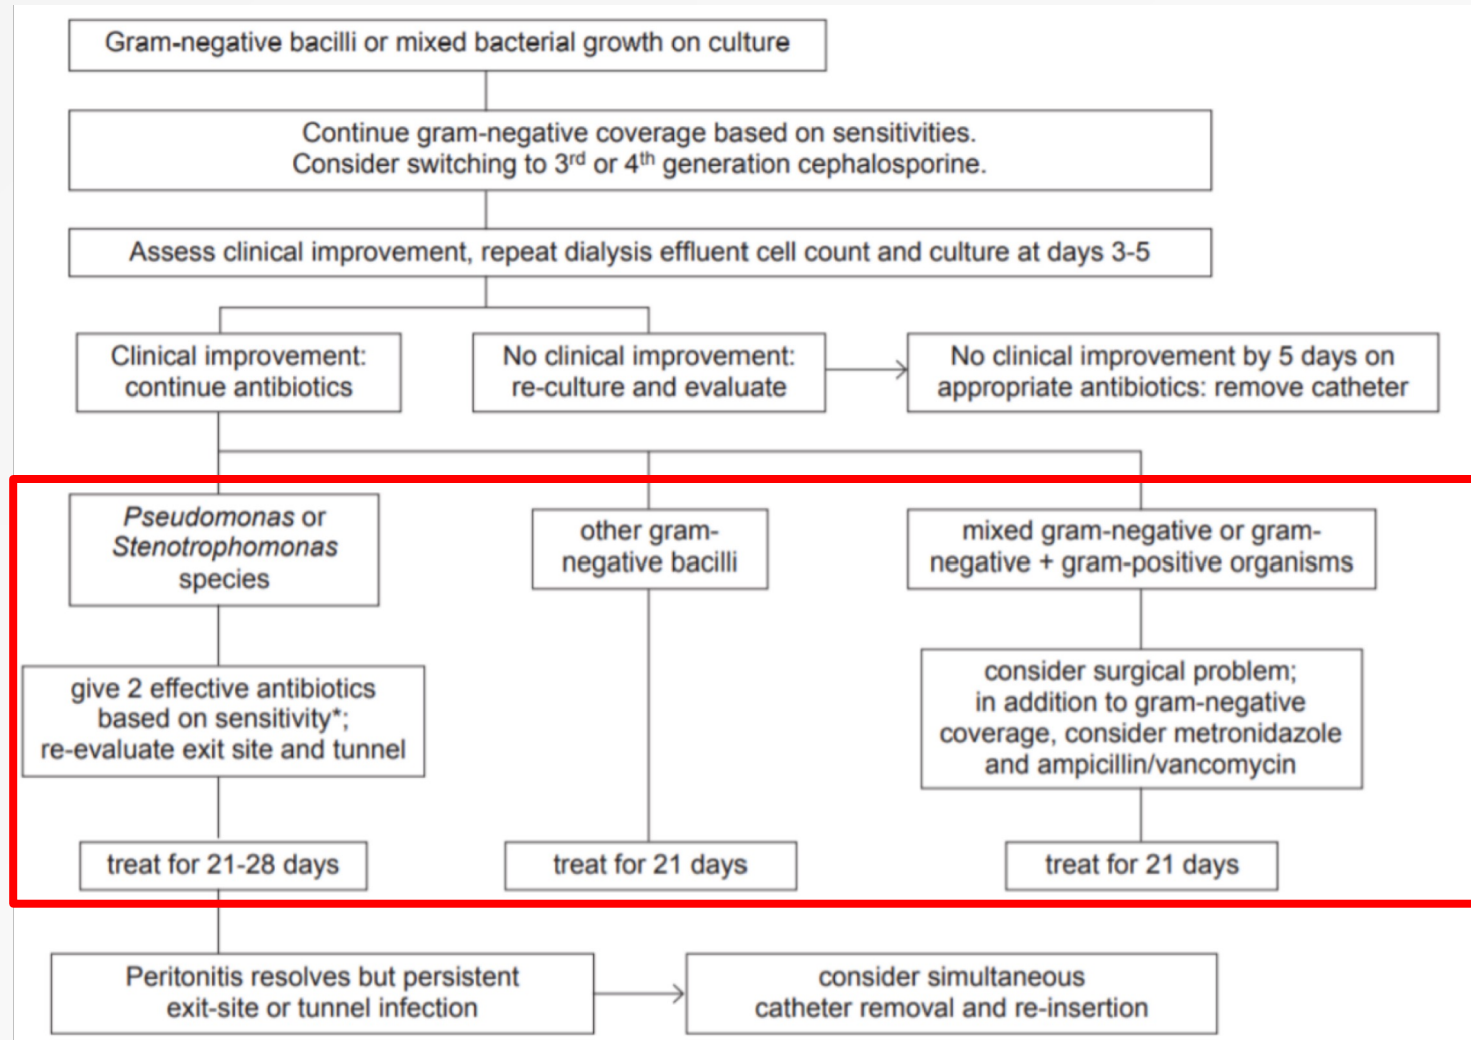 Gram-negative bacilli or mixed bacterial growth on culture
Continue gram-negative coverage based on sensitivities.
Consider switching to 3rd or 4th generation cephalosporine.
Assess clinical improvement, repeat dialysis effluent cell count and culture at days 3-5
Clinical improvement:
continue antibiotics
No clinical improvement:
re-culture and evaluate
No clinical improvement by 5 days on
appropriate antibiotics: remove catheter
Pseudomonas or
Stenotrophomonas
species
other gram-
negative bacilli
mixed gram-negative or gram-
negative + gram-positive organisms
give 2 effective antibiotics
based on sensitivity*;
re-evaluate exit site and tunnel
consider surgical problem;
in addition to gram-negative
coverage, consider metronidazole
and ampicillin/vancomycin
treat for 21-28 days
treat for 21 days
treat for 21 days
Peritonitis resolves but persistent
exit-site or tunnel infection
consider simultaneous
catheter removal and re-insertion